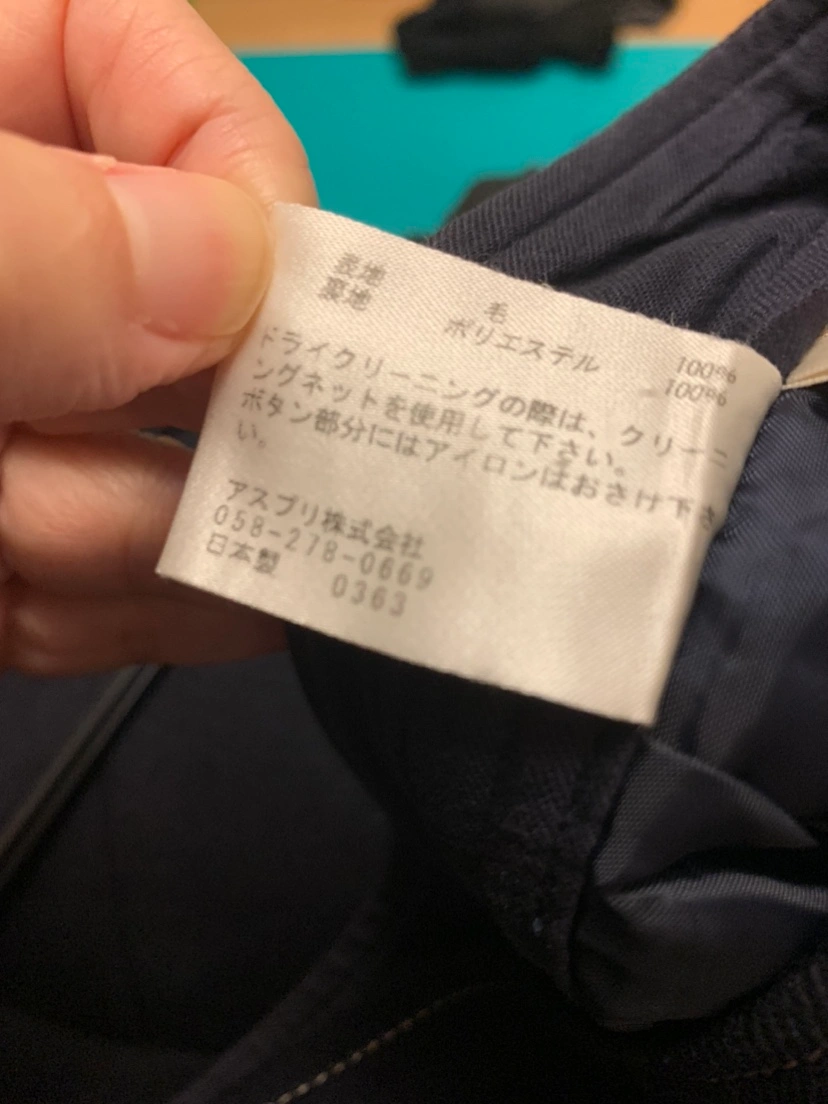 表地 毛 100%
裏地 ポリエステル 100%
ドライクリーニングの際は、クリーニ
ングネットを使用して下さい。
ボタン部分にはアイロンはおさけ下さ
い。
アスプリ株式会社
058-278-0669
日本製 0363